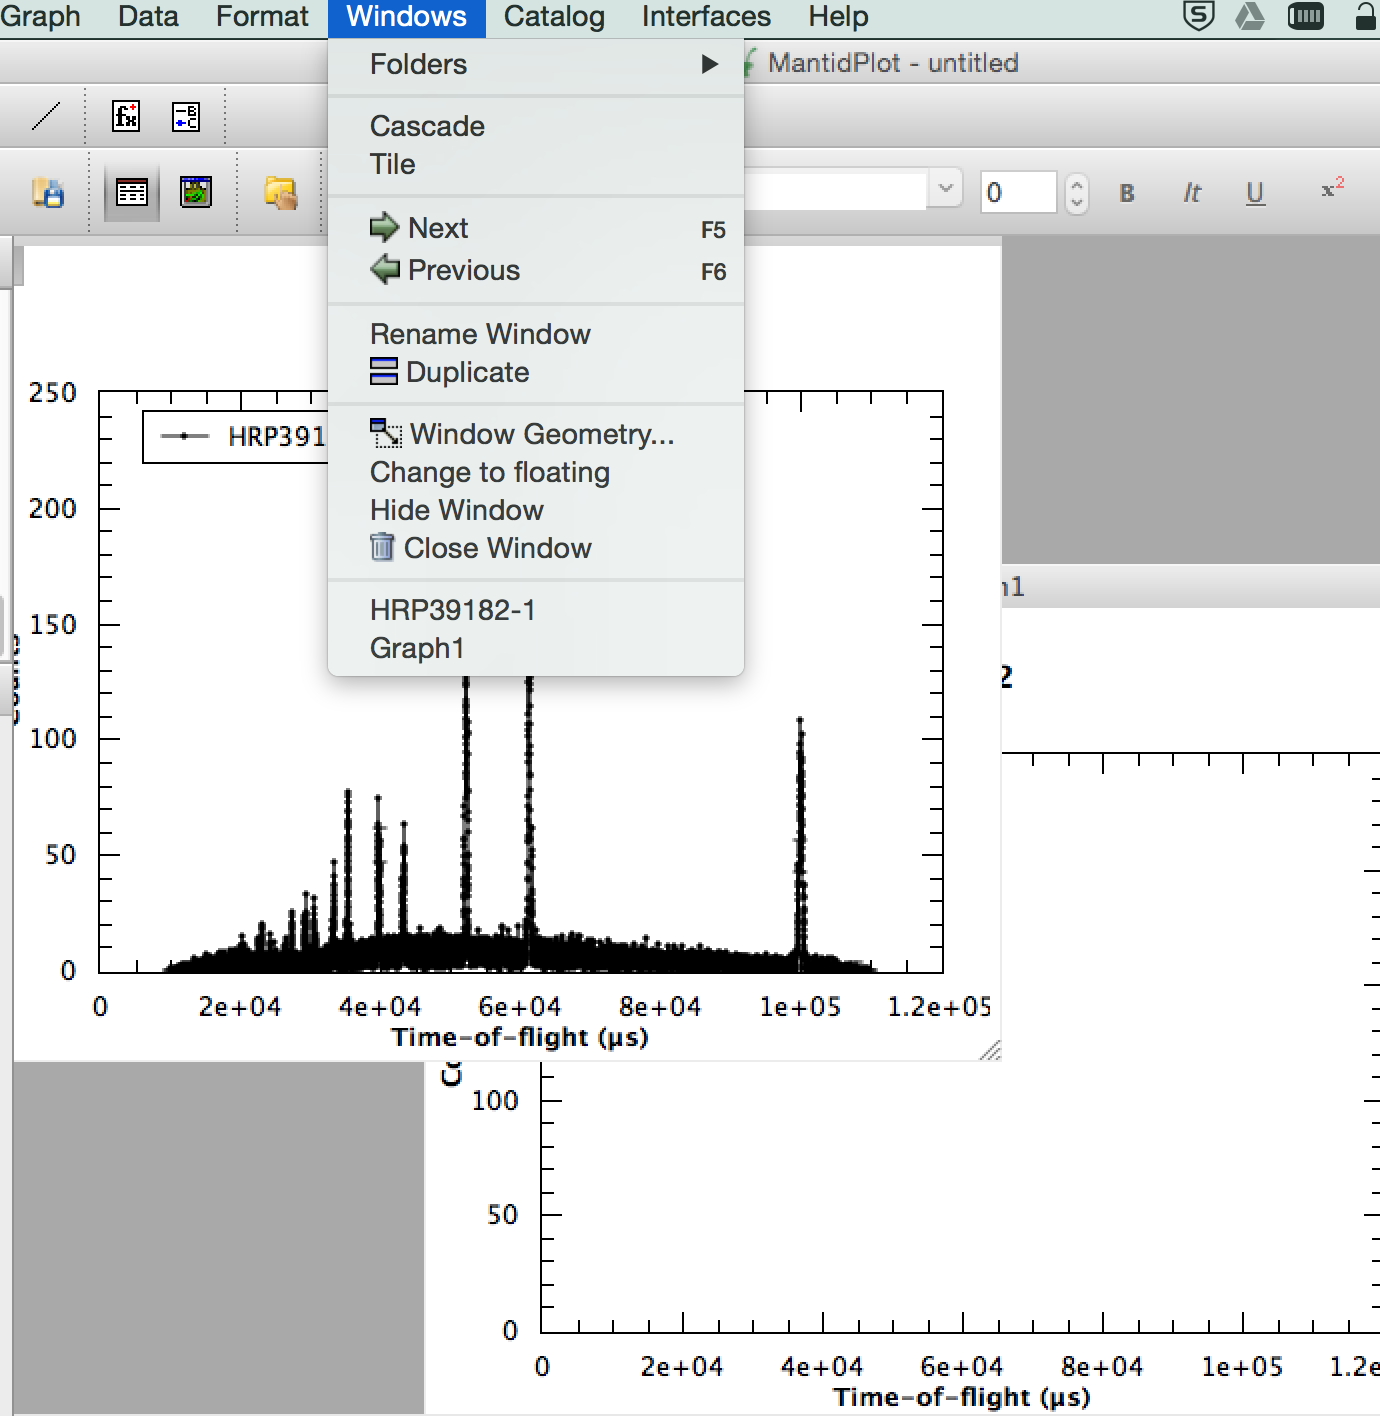 Graph Data Format Windows Catalog Interfaces Help
MantidPlot - untitled
Folders
Cascade
Tile
Next F5
Previous F6
Rename Window
Duplicate
Window Geometry...
Change to floating
Hide Window
Close Window
HRP39182-1
Graph1
0 B It U x2
HRP391
250
200
150
100
50
0
0 2e+04 4e+04 6e+04 8e+04 1e+05 1.2e+05
Time-of-flight (µs)
100
50
0
0 2e+04 4e+04 6e+04 8e+04 1e+05 1.2e
Time-of-flight (µs)